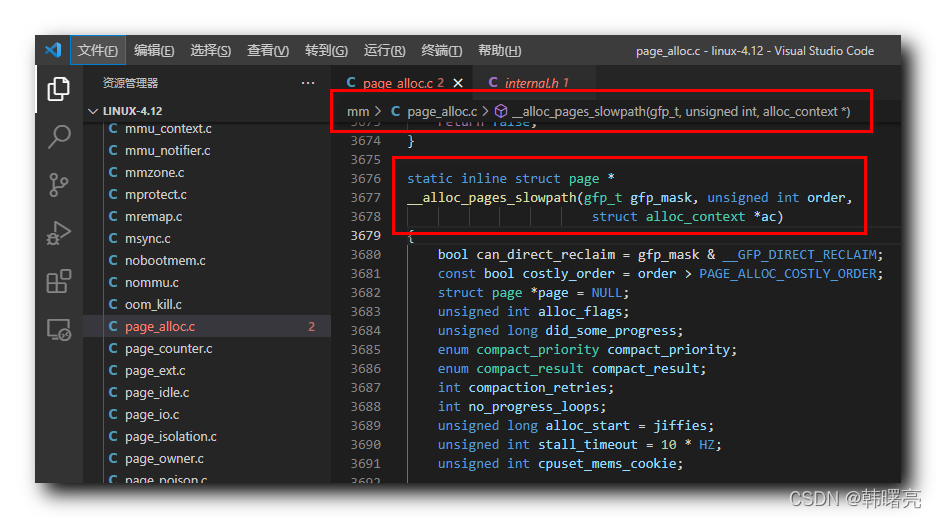 文件(F) 编辑(E) 选择(S) 查看(V) 转到(G) 运行(R) 终端(T) 帮助(H) page_alloc.c - linux-4.12 - Visual Studio Code
资源管理器 ···
LINUX-4.12
C mmu_context.c
C mmu_notifier.c
C mmzone.c
C mprotect.c
C mremap.c
C msync.c
C nobootmem.c
C nommu.c
C oom_kill.c
C page_alloc.c 2
C page_counter.c
C page_ext.c
C page_idle.c
C page_io.c
C page_isolation.c
C page_owner.c
C page_poison.c
C page_alloc.c 2 × C internal.h 1
mm > C page_alloc.c > __alloc_pages_slowpath(gfp_t, unsigned int, alloc_context *)
3673 return false;
3674 }
3675
3676 static inline struct page *
3677 __alloc_pages_slowpath(gfp_t gfp_mask, unsigned int order,
3678 struct alloc_context *ac)
3679 {
3680 bool can_direct_reclaim = gfp_mask & __GFP_DIRECT_RECLAIM;
3681 const bool costly_order = order > PAGE_ALLOC_COSTLY_ORDER;
3682 struct page *page = NULL;
3683 unsigned int alloc_flags;
3684 unsigned long did_some_progress;
3685 enum compact_priority compact_priority;
3686 enum compact_result compact_result;
3687 int compaction_retries;
3688 int no_progress_loops;
3689 unsigned long alloc_start = jiffies;
3690 unsigned int stall_timeout = 10 * HZ;
3691 unsigned int cpuset_mems_cookie;
3692
CSDN @韩曙亮